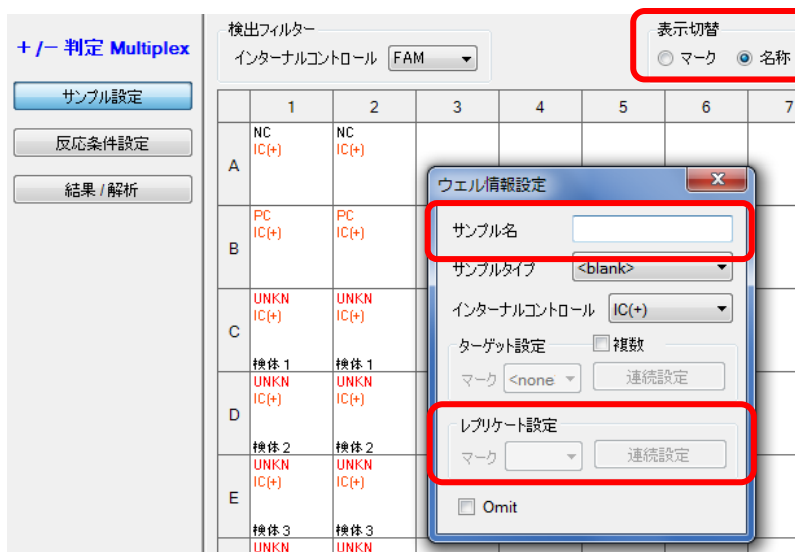 +/- 判定 Multiplex
サンプル設定
反応条件設定
結果 / 解析
検出フィルター
インターナルコントロール FAM
表示切替
マーク 名称
1 2 3 4 5 6 7
A
NC NC
IC(+) IC(+)
B
PC PC
IC(+) IC(+)
C
UNKN UNKN
IC(+) IC(+)
検体 1 検体 1
D
UNKN UNKN
IC(+) IC(+)
検体 2 検体 2
E
UNKN UNKN
IC(+) IC(+)
検体 3 検体 3
UNKN UNKN
ウェル情報設定
サンプル名
サンプルタイプ <blank>
インターナルコントロール IC(+)
ターゲット設定 複数
マーク <none 連続設定
レプリケート設定
マーク 連続設定
Omit